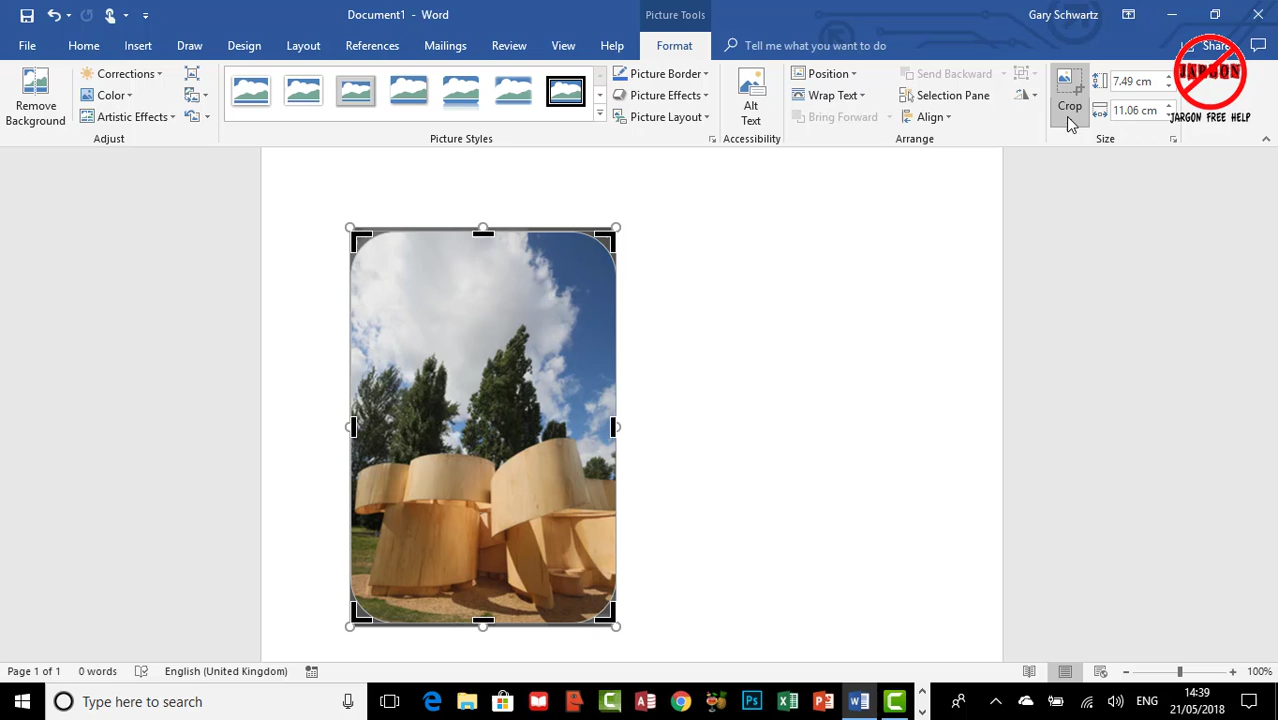 Document1 - Word
Picture Tools
Gary Schwartz
File Home Insert Draw Design Layout References Mailings Review View Help Format Tell me what you want to do Share
Remove Background
Corrections
Color
Artistic Effects
Adjust
Picture Styles
Picture Border
Picture Effects
Picture Layout
Alt Text
Accessibility
Position
Wrap Text
Bring Forward
Send Backward
Selection Pane
Align
Arrange
Crop
7.49 cm
11.06 cm
Size
JARGON
JARGON FREE HELP
Page 1 of 1 0 words English (United Kingdom) 100%
Type here to search
ENG
14:39
21/05/2018